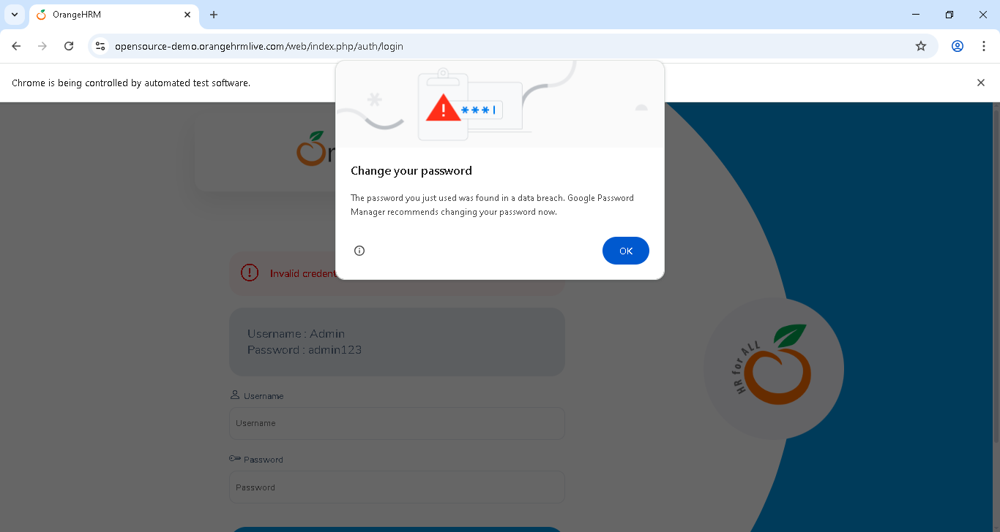 OrangeHRM
opensource-demo.orangehrmlive.com/web/index.php/auth/login
Chrome is being controlled by automated test software.
***|
Change your password
The password you just used was found in a data breach. Google Password
Manager recommends changing your password now.
OK
Invalid
Username : Admin
Password : admin123
Username
Username
Password
Password
HR for ALL